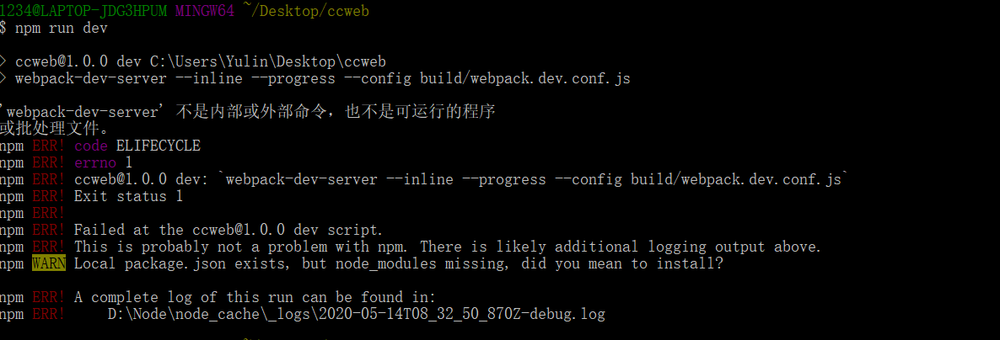 1234@LAPTOP-JDG3HPUM MINGW64 ~/Desktop/ccweb
$ npm run dev
> ccweb@1.0.0 dev C:\Users\Yulin\Desktop\ccweb
> webpack-dev-server --inline --progress --config build/webpack.dev.conf.js
'webpack-dev-server' 不是内部或外部命令，也不是可运行的程序
或批处理文件。
npm ERR! code ELIFECYCLE
npm ERR! errno 1
npm ERR! ccweb@1.0.0 dev: `webpack-dev-server --inline --progress --config build/webpack.dev.conf.js`
npm ERR! Exit status 1
npm ERR!
npm ERR! Failed at the ccweb@1.0.0 dev script.
npm ERR! This is probably not a problem with npm. There is likely additional logging output above.
npm WARN Local package.json exists, but node_modules missing, did you mean to install?
npm ERR! A complete log of this run can be found in:
npm ERR!     D:\Node\node_cache\_logs\2020-05-14T08_32_50_870Z-debug.log